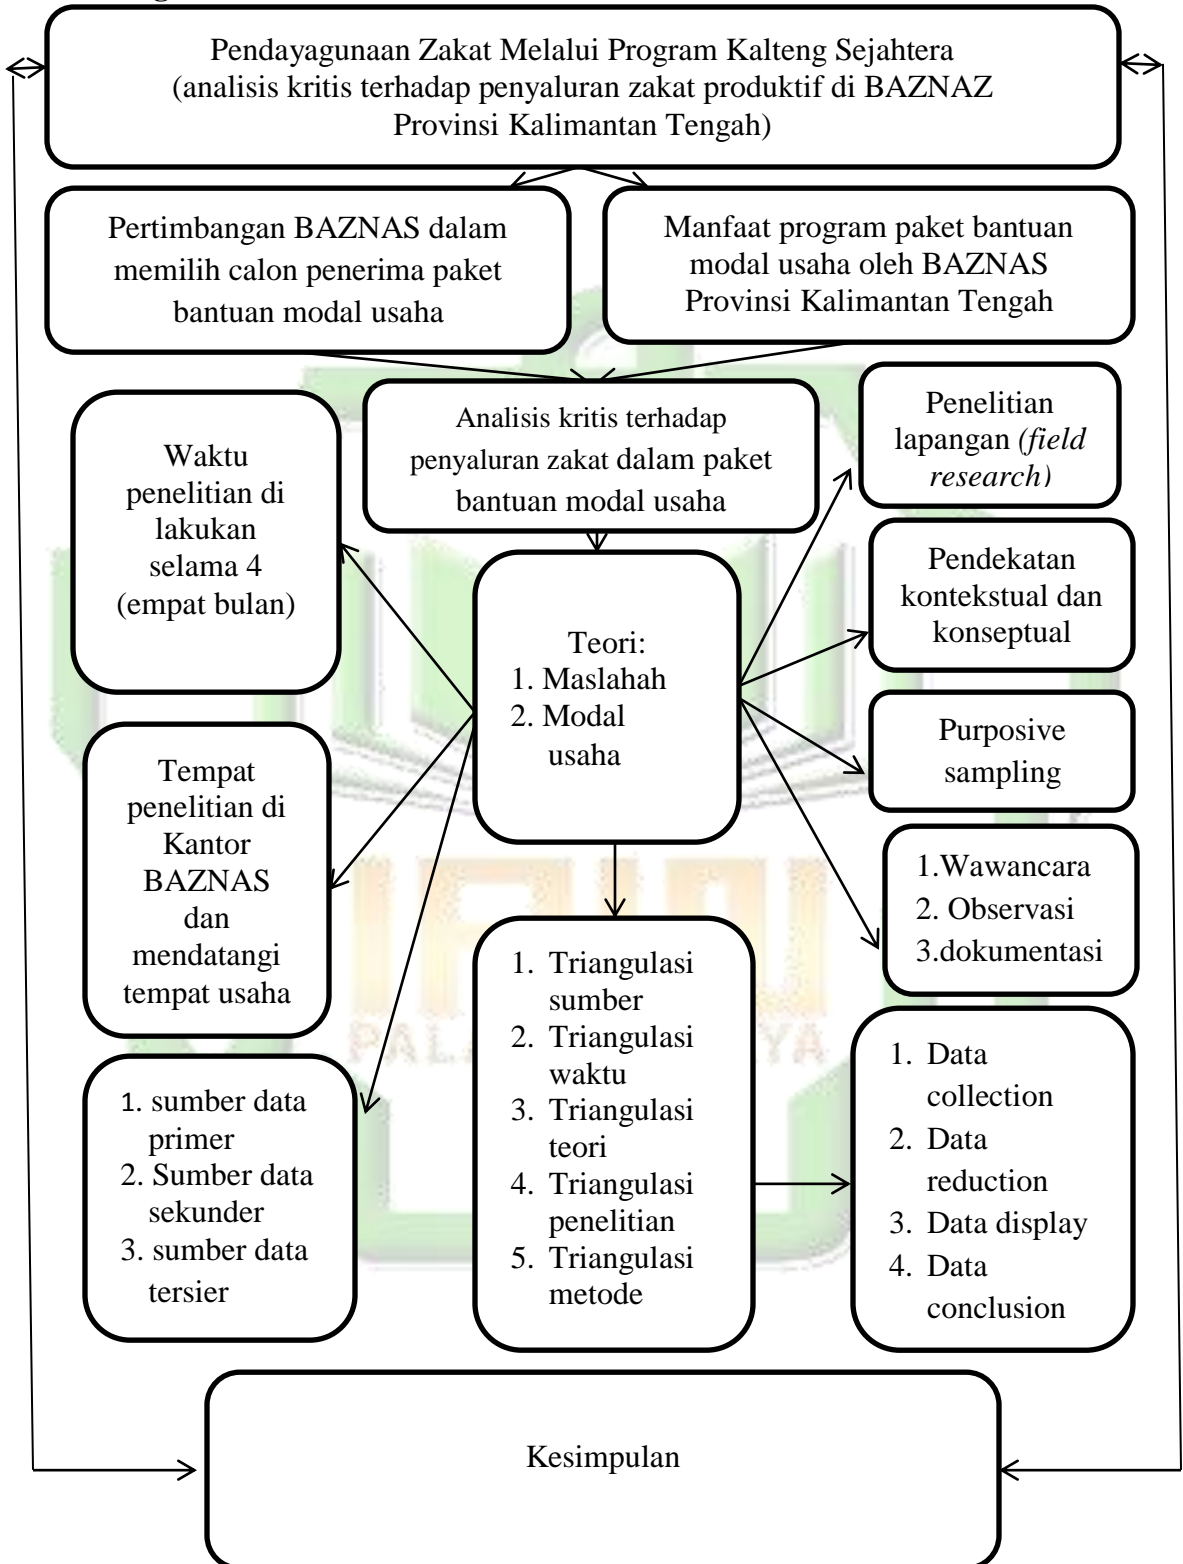 Pendayagunaan Zakat Melalui Program Kalteng Sejahtera
(analisis kritis terhadap penyaluran zakat produktif di BAZNAZ
Provinsi Kalimantan Tengah)
Pertimbangan BAZNAS dalam
memilih calon penerima paket
bantuan modal usaha
Manfaat program paket bantuan
modal usaha oleh BAZNAS
Provinsi Kalimantan Tengah
Analisis kritis terhadap
penyaluran zakat dalam paket
bantuan modal usaha
Waktu
penelitian di
lakukan
selama 4
(empat bulan)
Penelitian
lapangan (field
research)
Pendekatan
kontekstual dan
konseptual
Teori:
1. Maslahah
2. Modal
usaha
Purposive
sampling
Tempat
penelitian di
Kantor
BAZNAS
dan
mendatangi
tempat usaha
1.Wawancara
2. Observasi
3.dokumentasi
1. sumber data
primer
2. Sumber data
sekunder
3. sumber data
tersier
1. Triangulasi
sumber
2. Triangulasi
waktu
3. Triangulasi
teori
4. Triangulasi
penelitian
5. Triangulasi
metode
1. Data
collection
2. Data
reduction
3. Data display
4. Data
conclusion
Kesimpulan